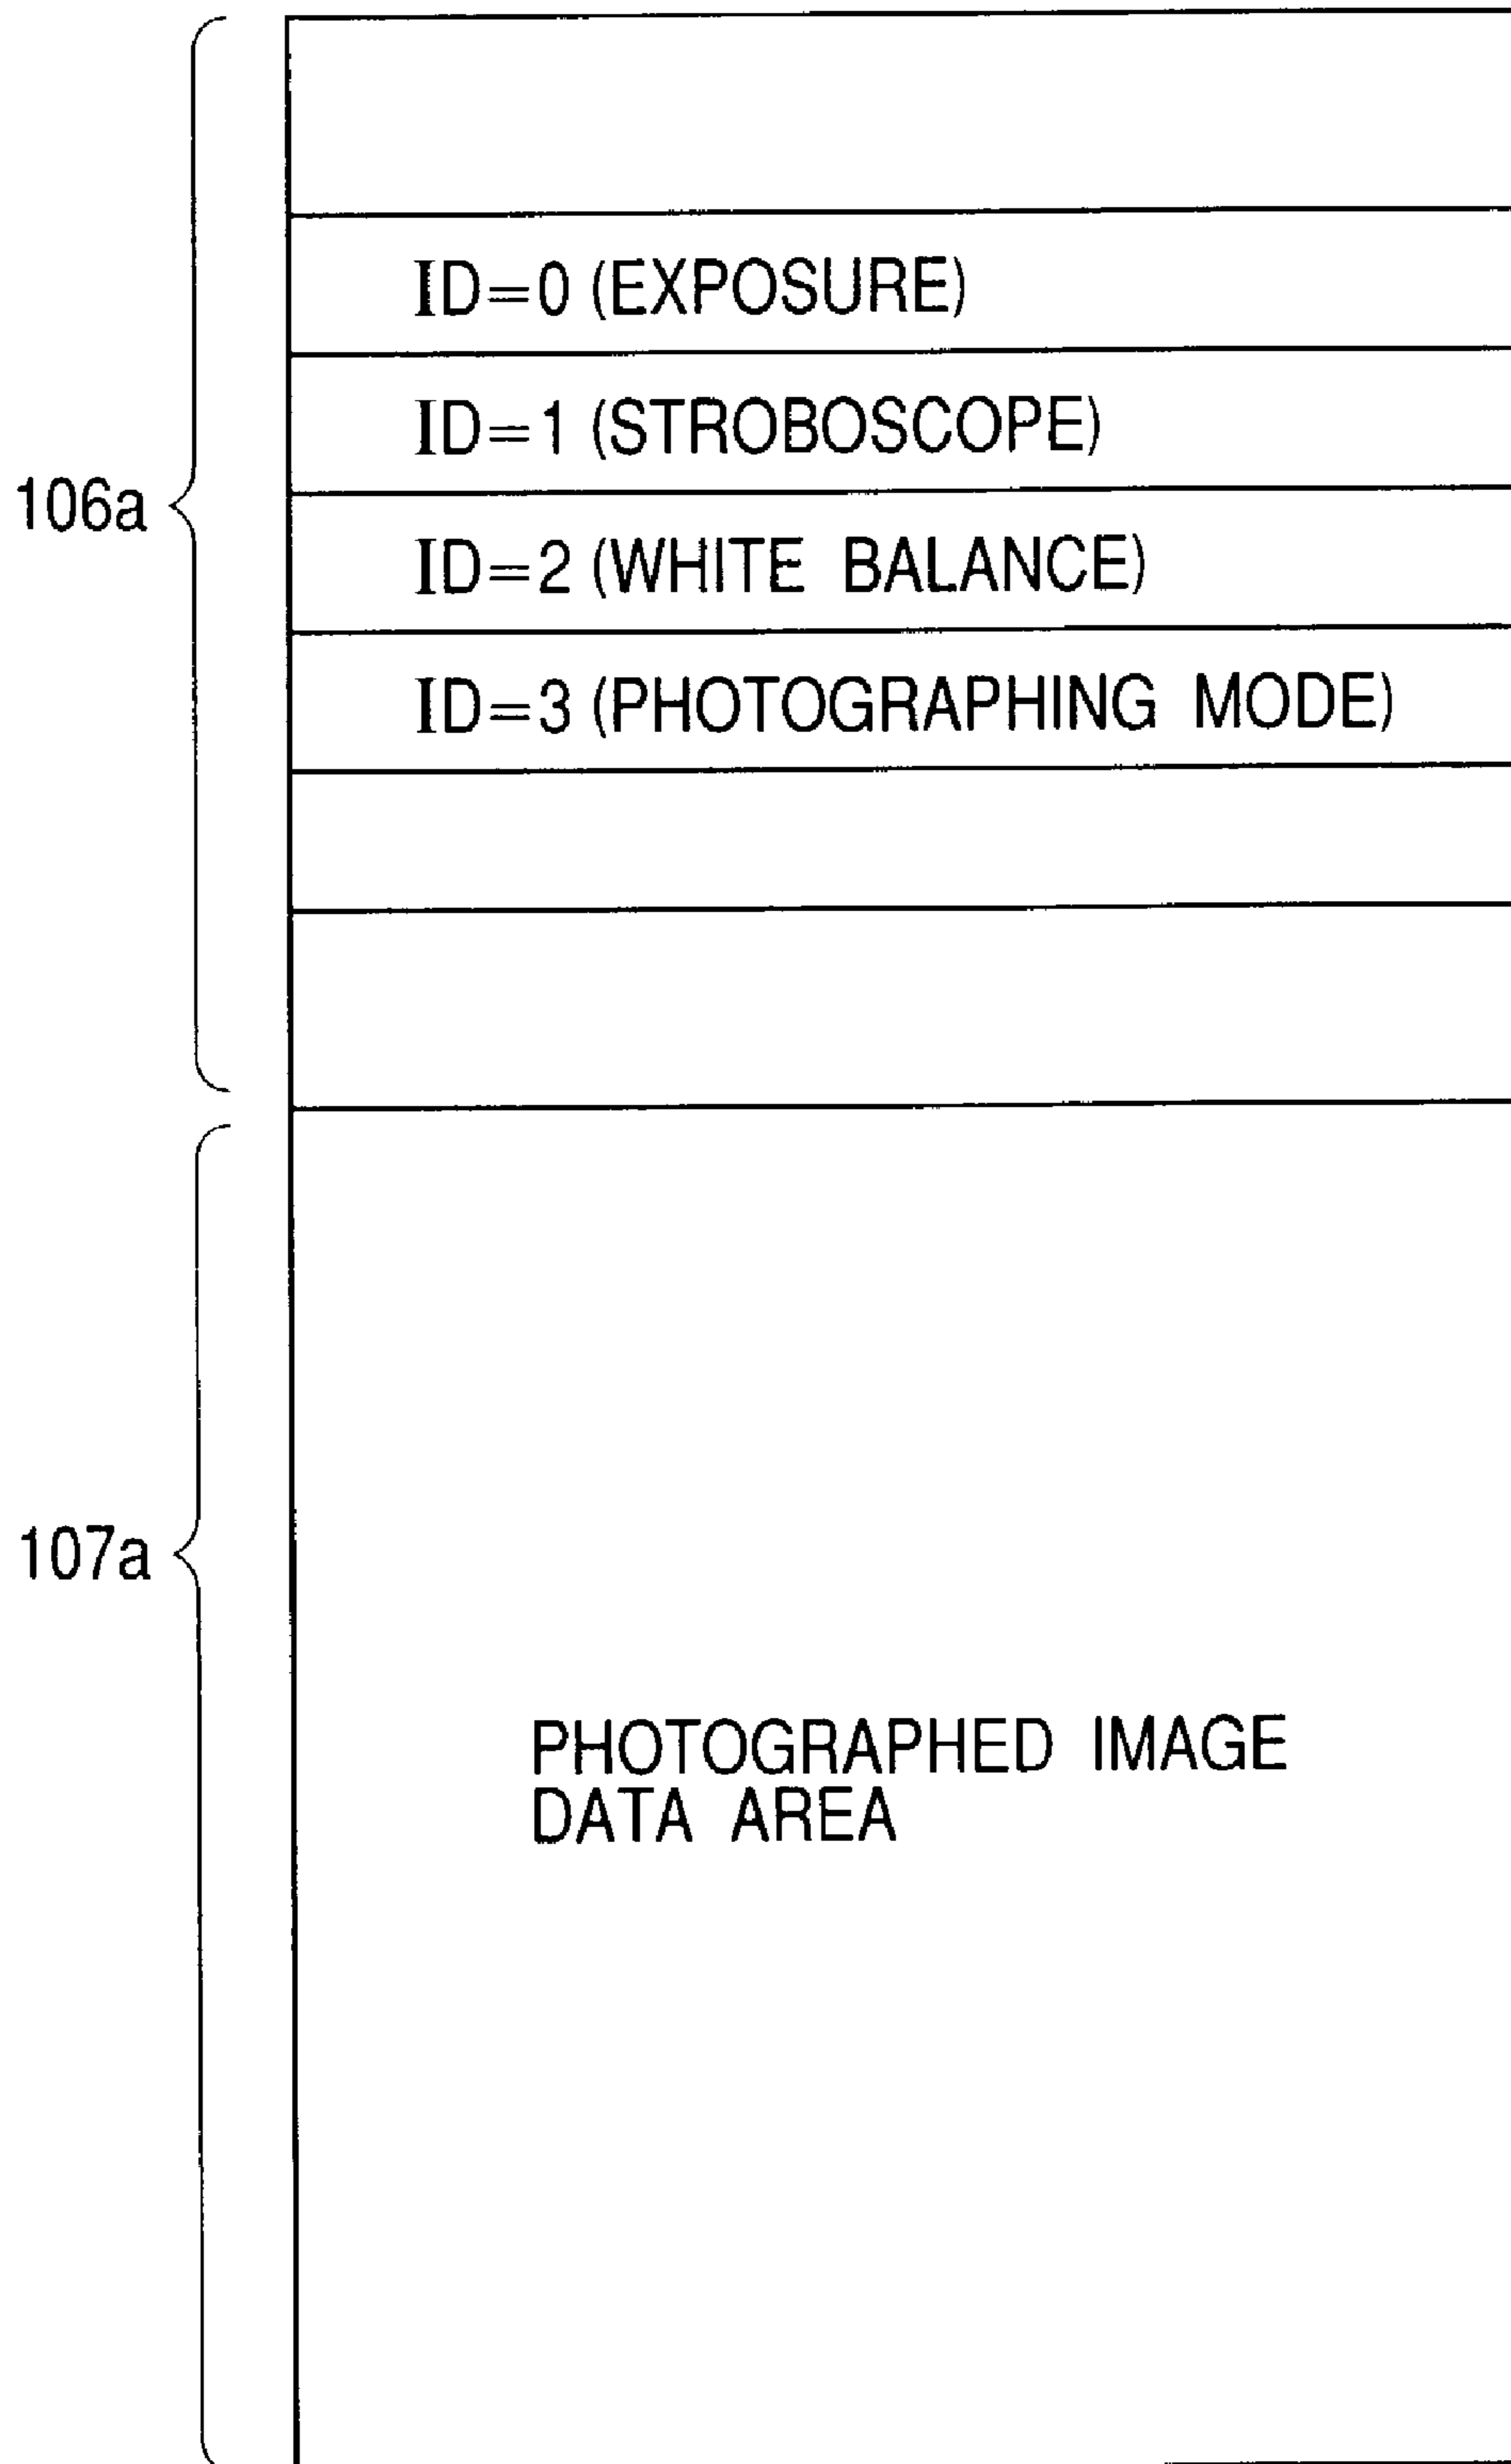 ID=0 (EXPOSURE)
ID=1 (STROBOSCOPE)
106a
ID=2 (WHITE BALANCE)
ID=3 (PHOTOGRAPHING MODE)
107a
PHOTOGRAPHED IMAGE
DATA AREA